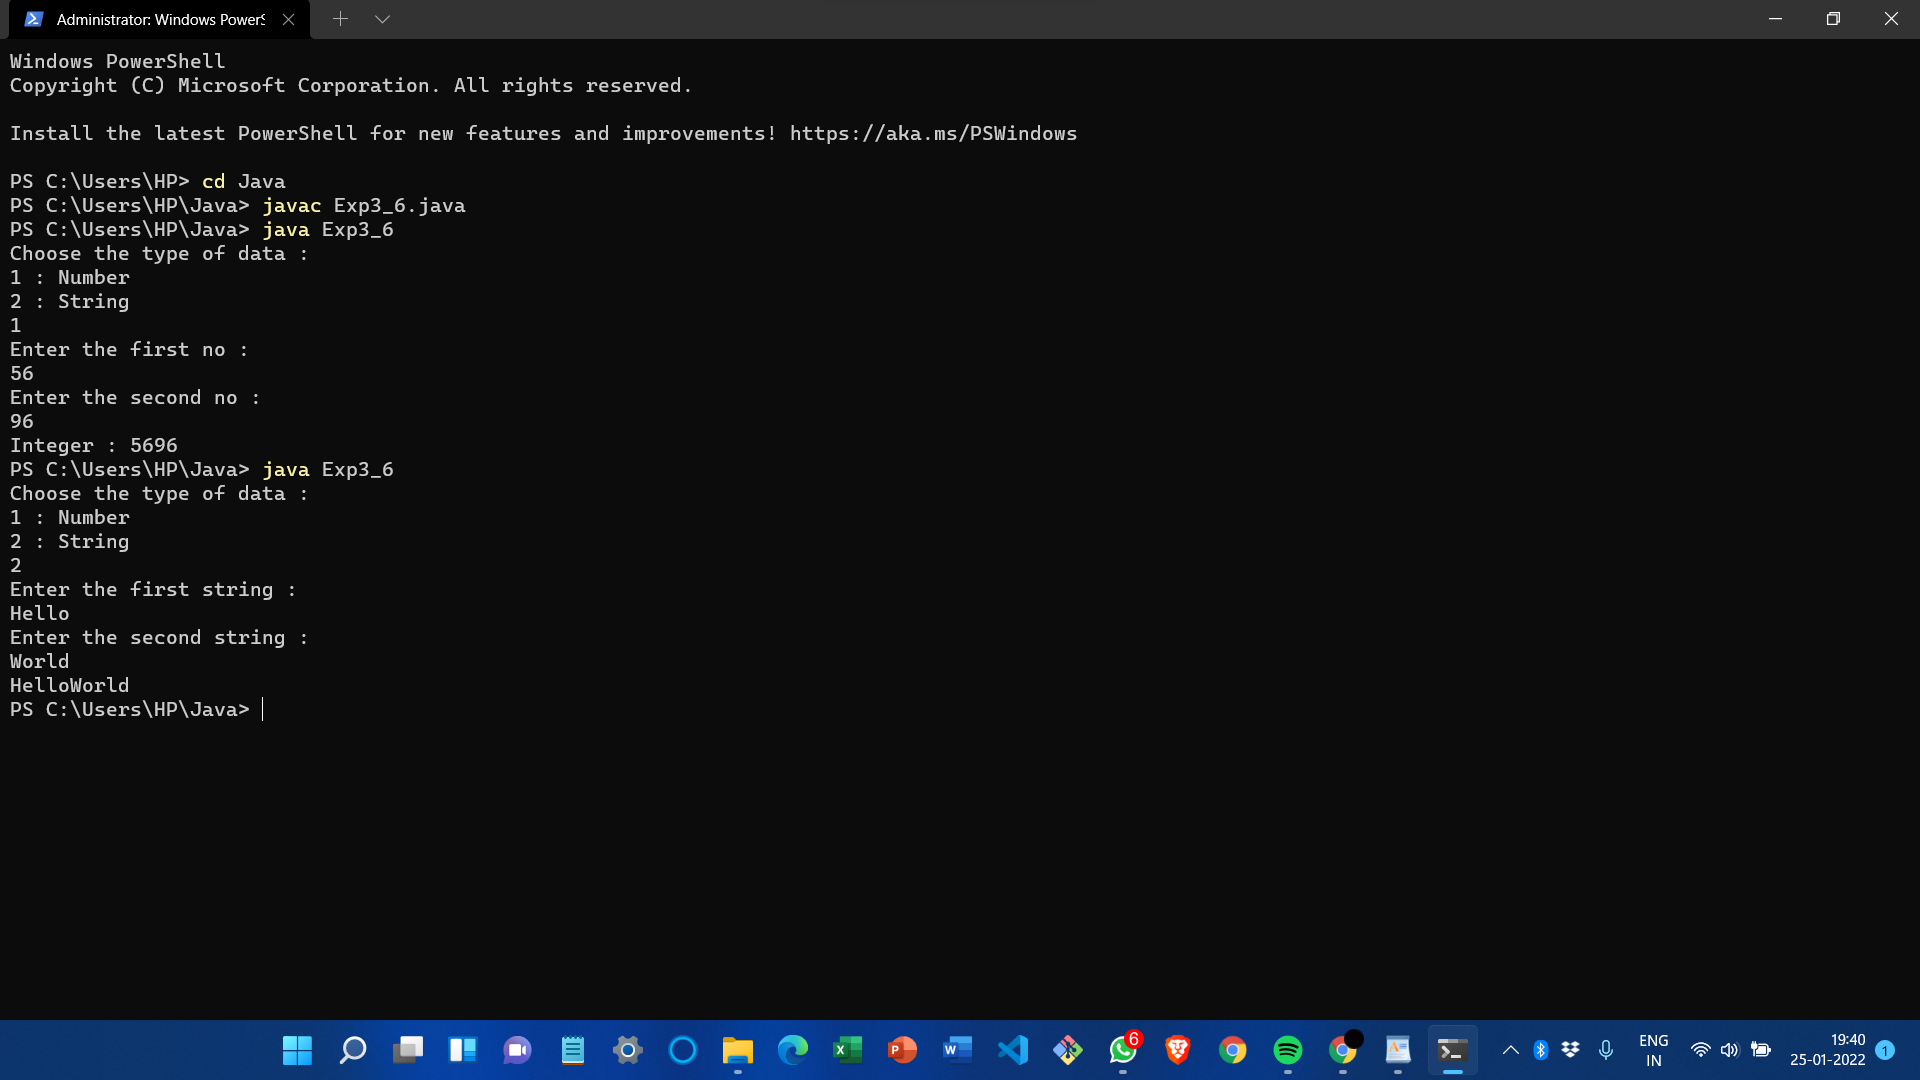 Administrator: Windows PowerS
Windows PowerShell
Copyright (C) Microsoft Corporation. All rights reserved.
Install the latest PowerShell for new features and improvements! https://aka.ms/PSWindows
PS C:\Users\HP> cd Java
PS C:\Users\HP\Java> javac Exp3_6.java
PS C:\Users\HP\Java> java Exp3_6
Choose the type of data :
1 : Number
2 : String
1
Enter the first no :
56
Enter the second no :
96
Integer : 5696
PS C:\Users\HP\Java> java Exp3_6
Choose the type of data :
1 : Number
2 : String
2
Enter the first string :
Hello
Enter the second string :
World
HelloWorld
PS C:\Users\HP\Java>
6
ENG
IN
19:40
25-01-2022
1